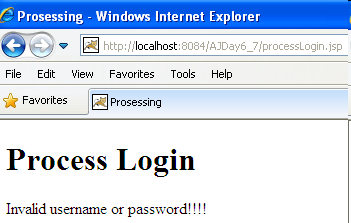 Prosessing - Windows Internet Explorer
http://localhost:8084/AJDay6_7/processLogin.jsp
File Edit View Favorites Tools Help
Favorites Prosessing
Process Login
Invalid username or password!!!!